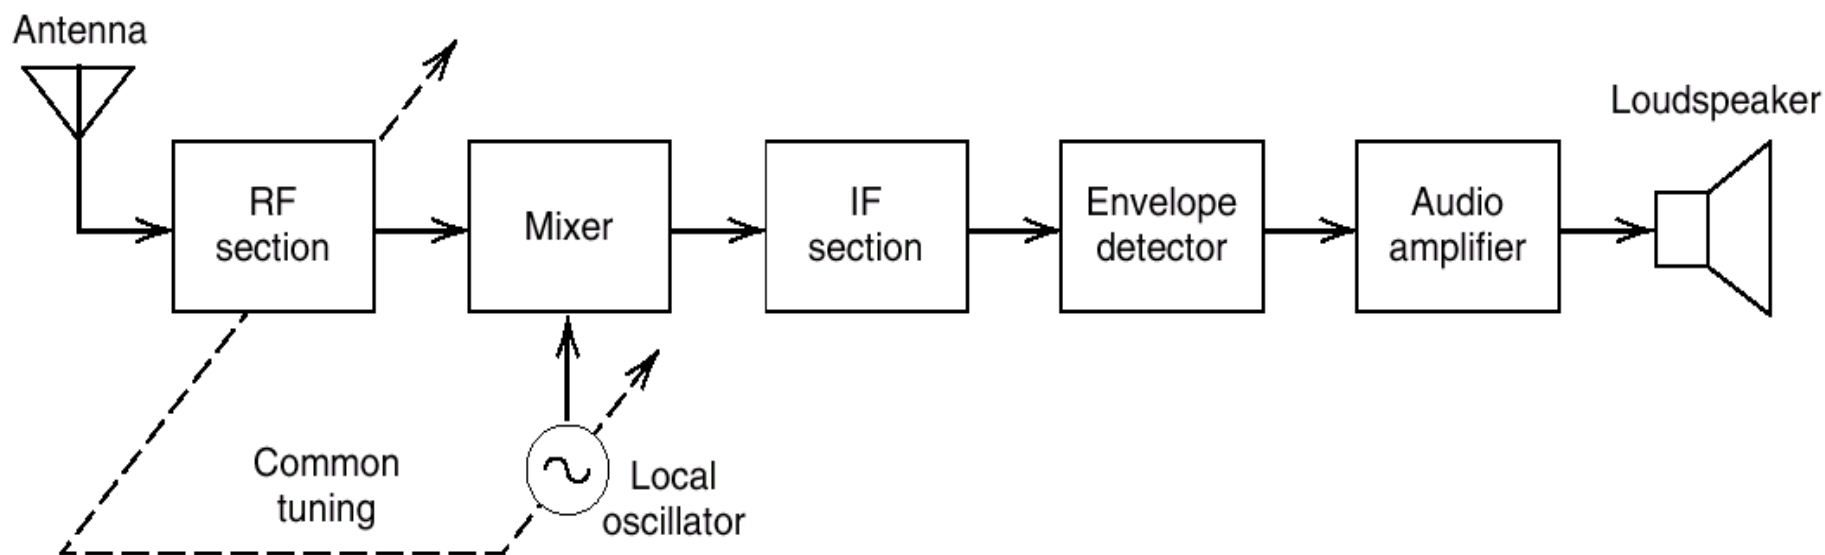 Antenna
Loudspeaker
RF
section
Mixer
IF
section
Envelope
detector
Audio
amplifier
Common
tuning
Local
oscillator